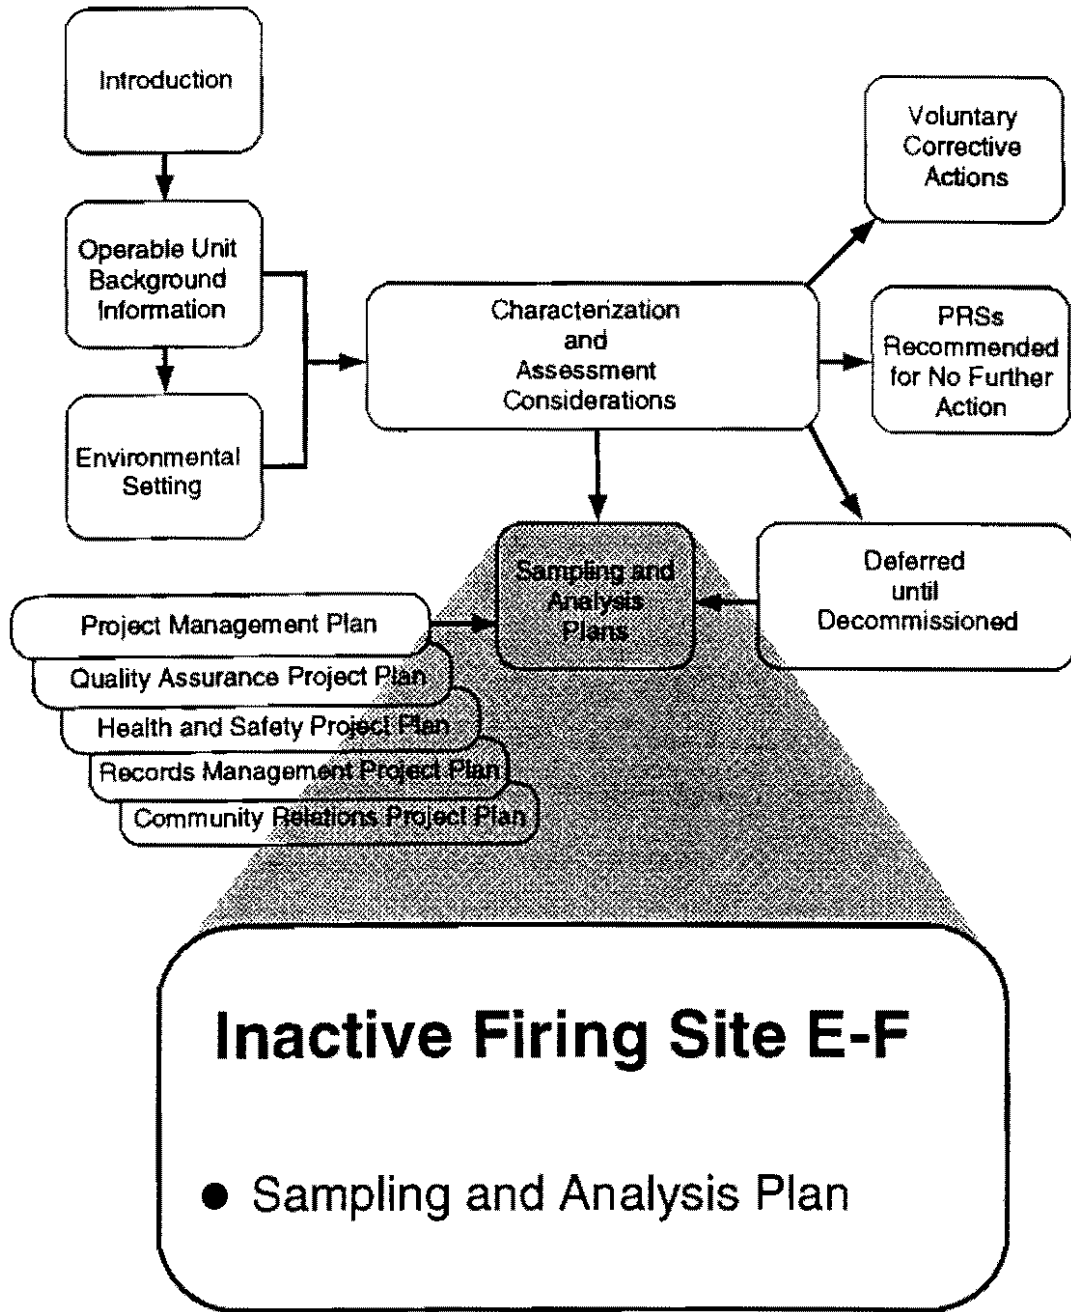 Introduction
Voluntary
Corrective
Actions
Operable Unit
Background
Information
Characterization
and
Assessment
Considerations
PRSs
Recommended
for No Further
Action
Environmental
Setting
Sampling and
Analysis
Plans
Deferred
until
Decommissioned
Project Management Plan
Quality Assurance Project Plan
Health and Safety Project Plan
Records Management Project Plan
Community Relations Project Plan
Inactive Firing Site E-F
● Sampling and Analysis Plan